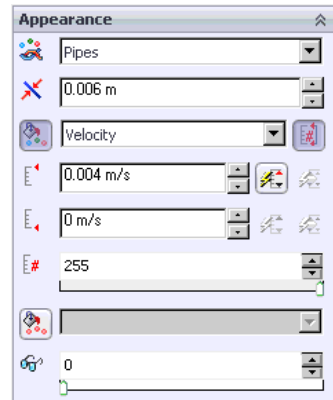 Appearance
Pipes
0.006 m
Velocity
0.004 m/s
0 m/s
255
0